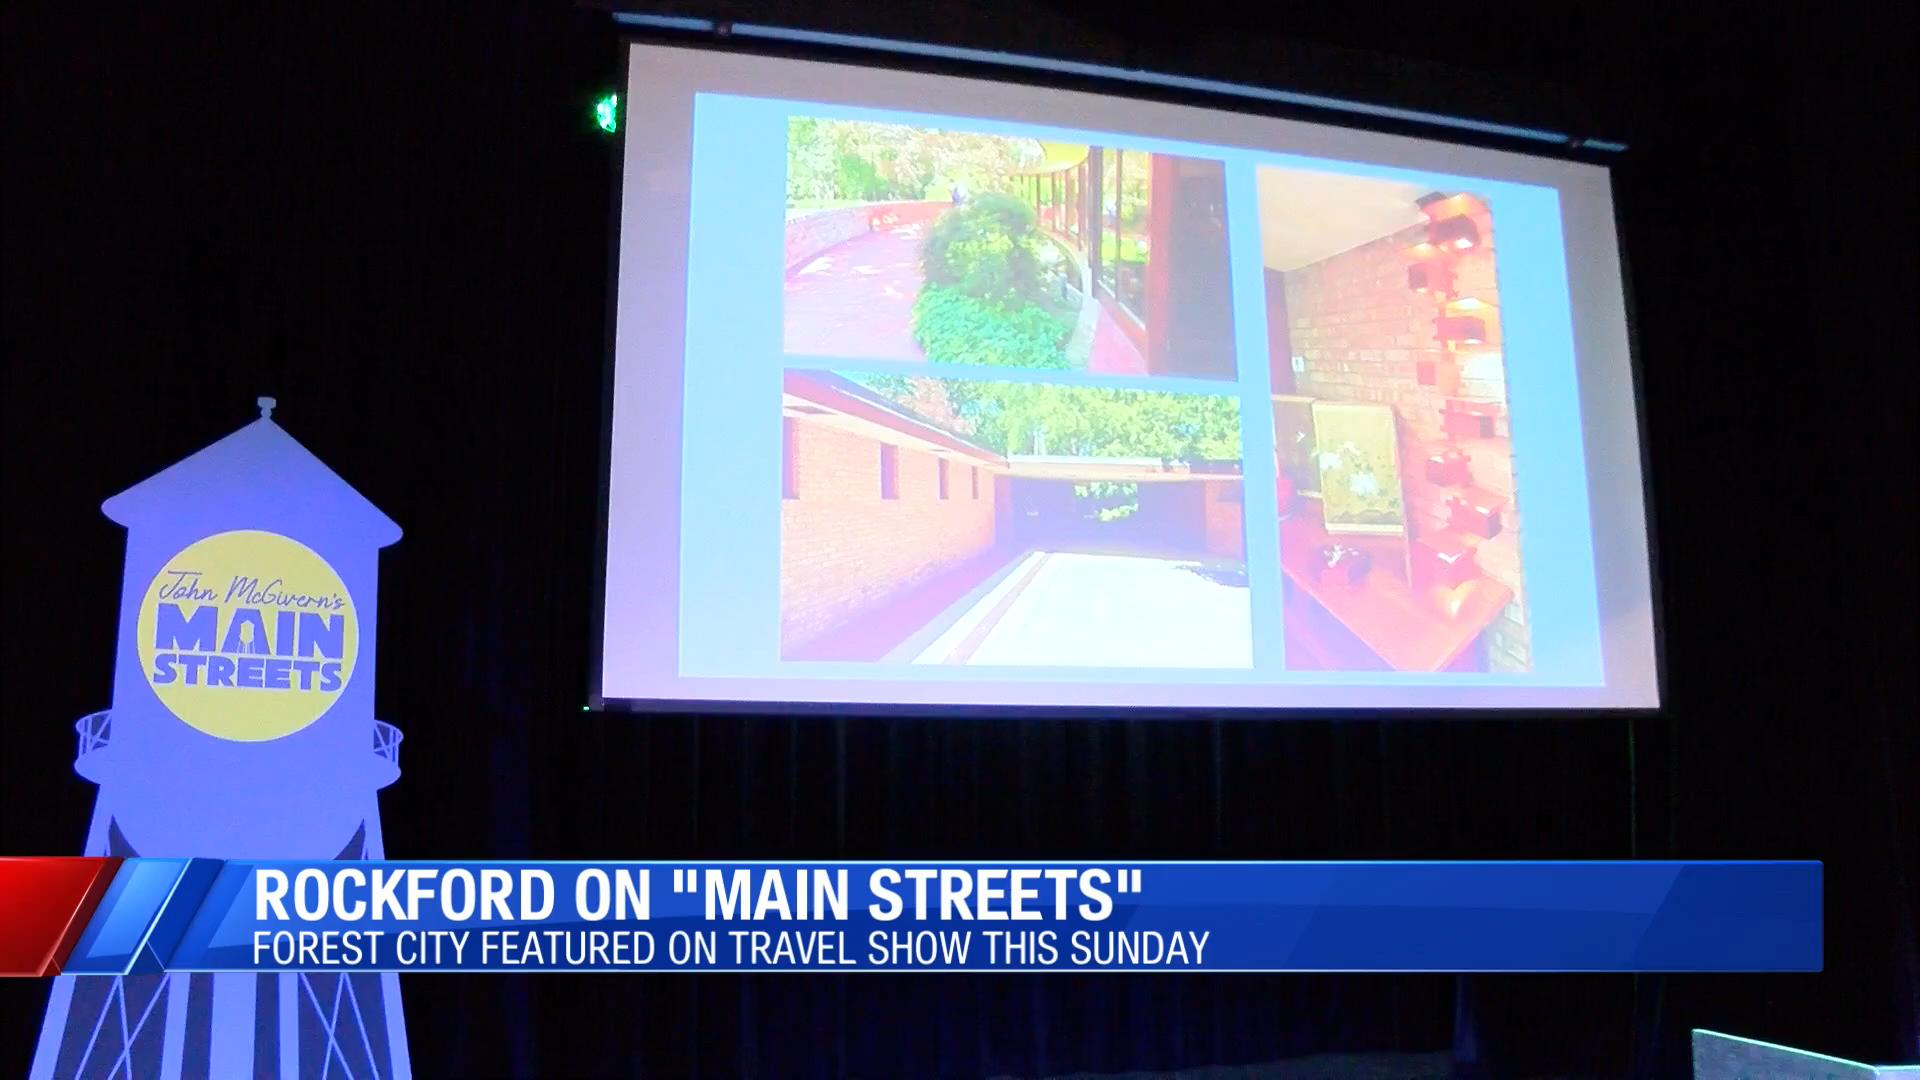 John McGivern's
MAIN
STREETS
ROCKFORD ON "MAIN STREETS"
FOREST CITY FEATURED ON TRAVEL SHOW THIS SUNDAY